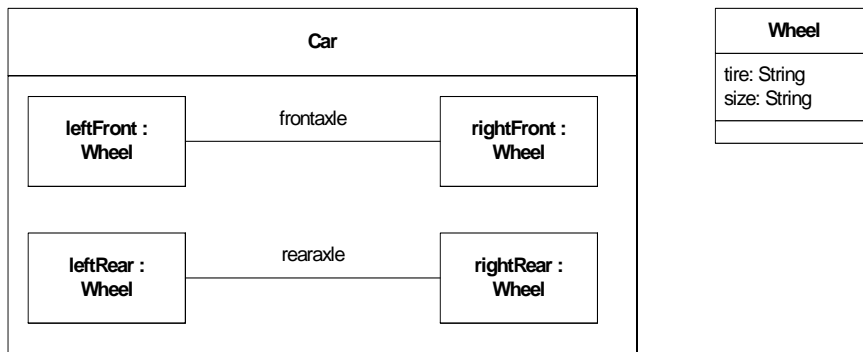 Car
Wheel
tire: String
size: String
leftFront :
Wheel
frontaxle
rightFront :
Wheel
leftRear :
Wheel
rearaxle
rightRear :
Wheel